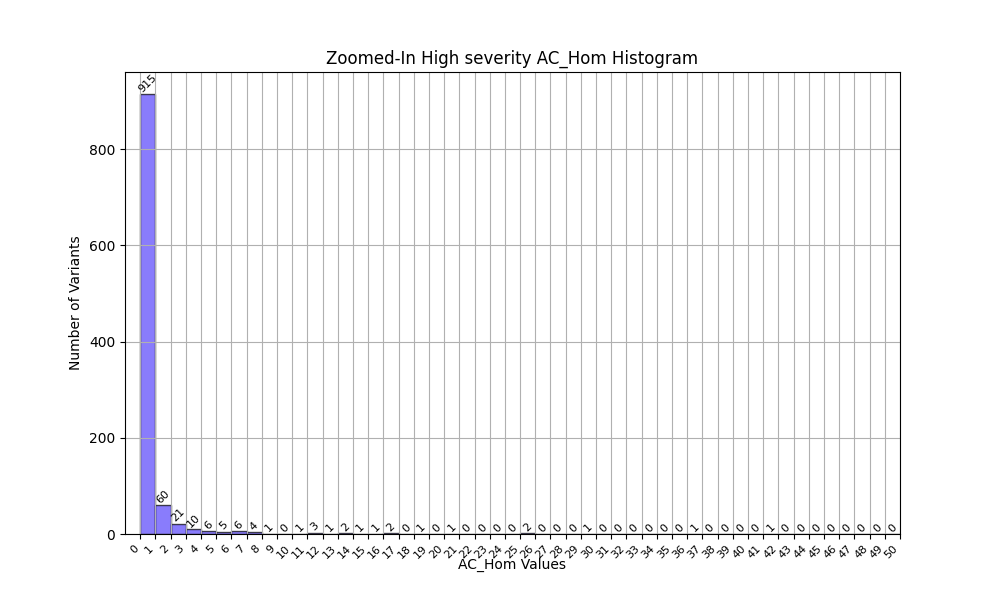 Zoomed-In High severity AC_Hom Histogram
Number of Variants
800
600
400
200
0
915 60 21 10 6 5 6 4 1 0 1 3 1 2 1 1 2 0 1 0 1 0 0 0 0 2 0 0 0 1 0 0 0 0 0 0 1 0 0 0 0 1 0 0 0 0 0 0 0 0
0 1 2 3 4 5 6 7 8 9 10 11 12 13 14 15 16 17 18 19 20 21 22 23 24 25 26 27 28 29 30 31 32 33 34 35 36 37 38 39 40 41 42 43 44 45 46 47 48 49 50
AC_Hom Values